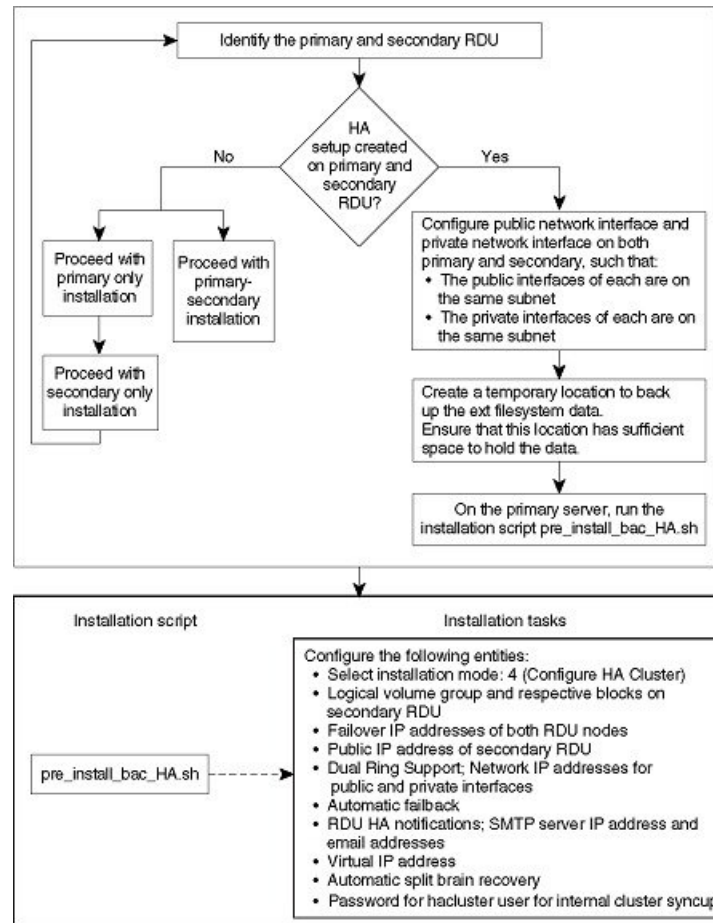 Identify the primary and secondary RDU
HA
setup created
on primary and
secondary
RDU?
No
Yes
Proceed with
primary only
installation
Proceed with
primary-
secondary
installation
Proceed with
secondary only
installation
Configure public network interface and
private network interface on both
primary and secondary, such that:
• The public interfaces of each are on
the same subnet
• The private interfaces of each are on
the same subnet
Create a temporary location to back
up the ext filesystem data.
Ensure that this location has sufficient
space to hold the data.
On the primary server, run the
installation script pre_install_bac_HA.sh
Installation script
Installation tasks
pre_install_bac_HA.sh
Configure the following entities:
• Select installation mode: 4 (Configure HA Cluster)
• Logical volume group and respective blocks on
secondary RDU
• Failover IP addresses of both RDU nodes
• Public IP address of secondary RDU
• Dual Ring Support; Network IP addresses for
public and private interfaces
• Automatic failback
• RDU HA notifications; SMTP server IP address and
email addresses
• Virtual IP address
• Automatic split brain recovery
• Password for hacluster user for internal cluster syncup